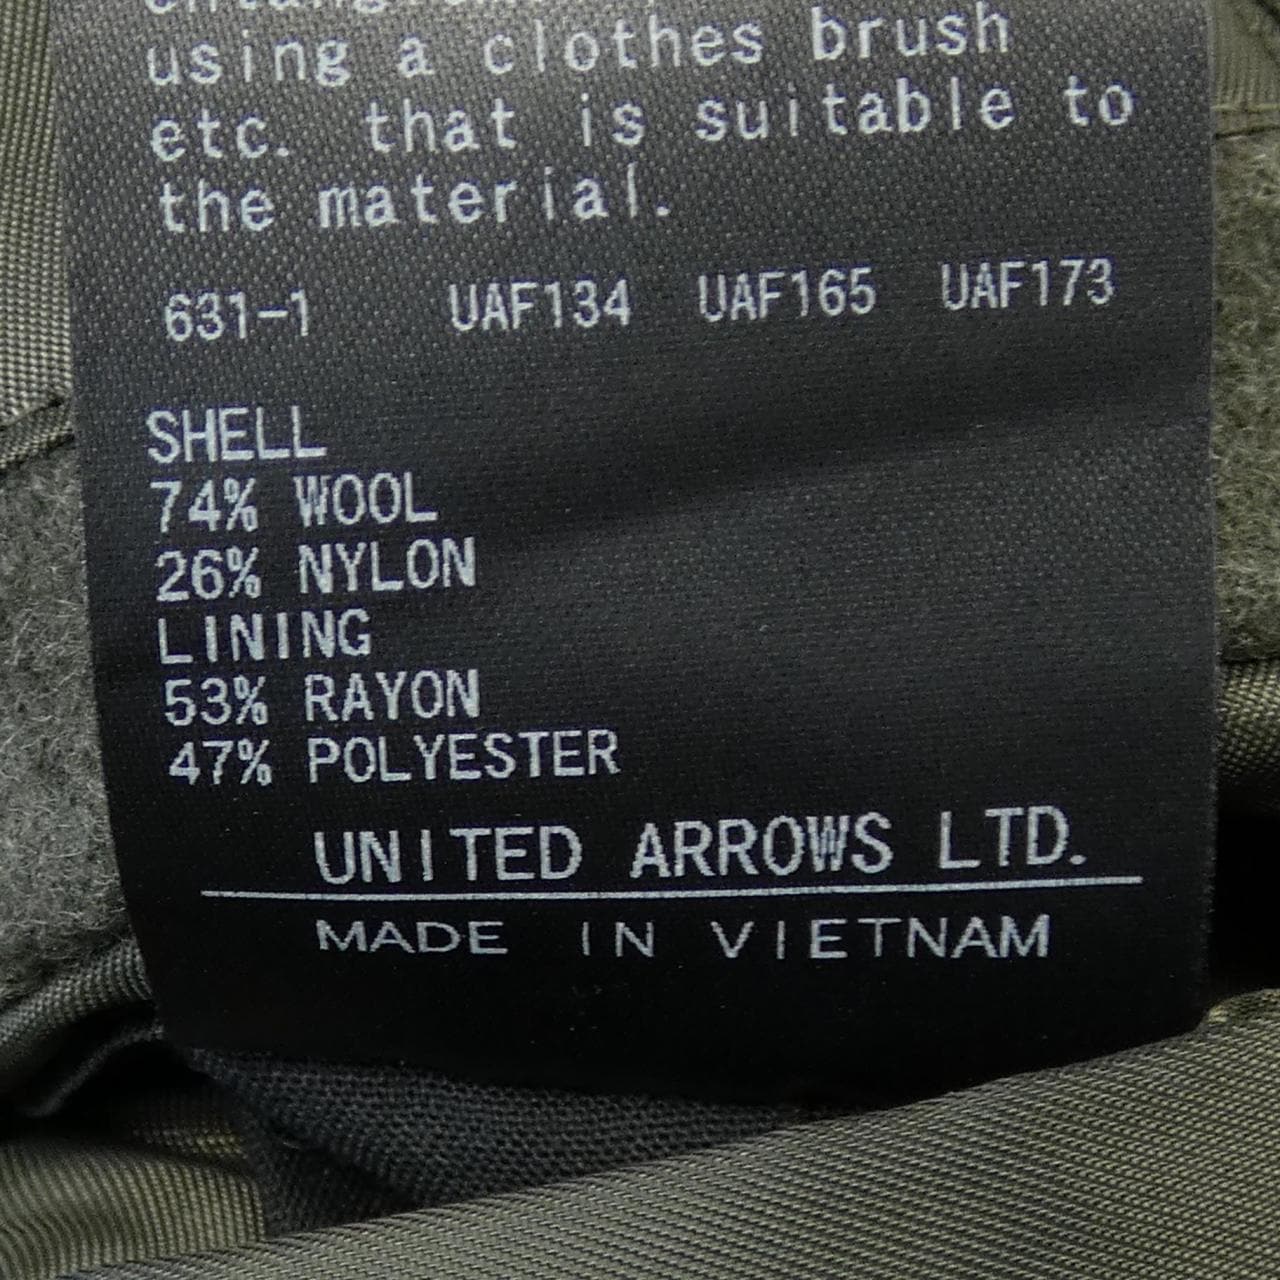 using a clothes brush
etc. that is suitable to
the material.
631-1 UAF134 UAF165 UAF173
SHELL
74% WOOL
26% NYLON
LINING
53% RAYON
47% POLYESTER
UNITED ARROWS LTD.
MADE IN VIETNAM